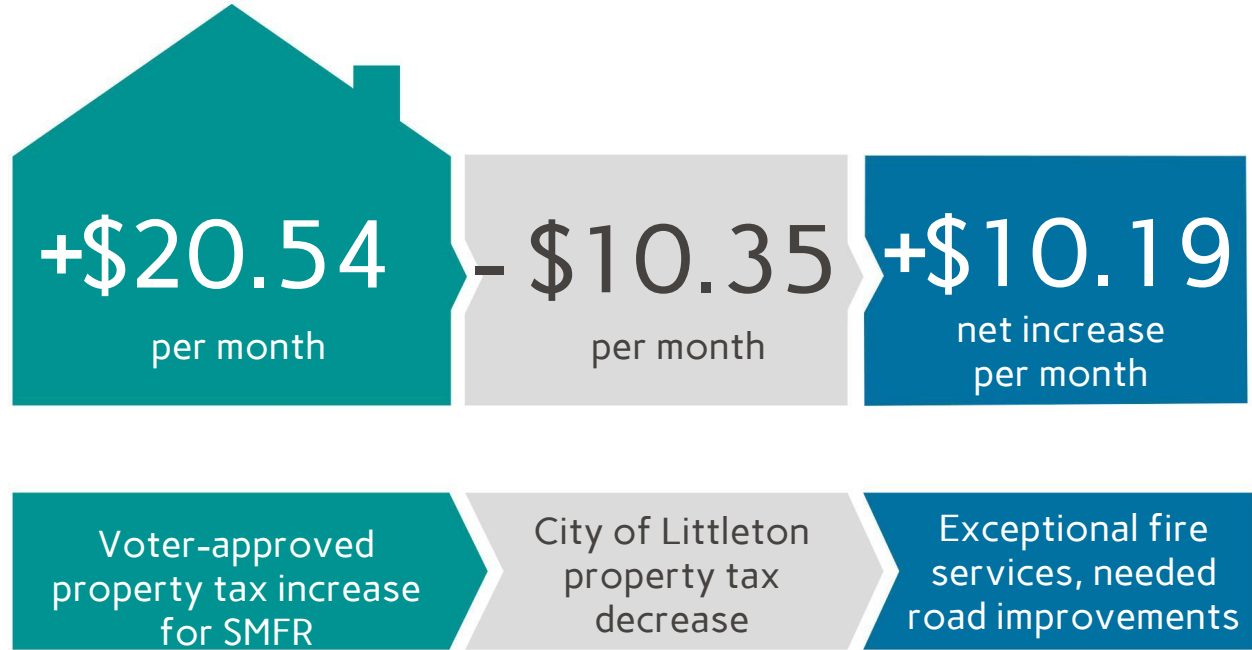 +$20.54
per month
- $10.35
per month
+$10.19
net increase
per month
Voter-approved
property tax increase
for SMFR
City of Littleton
property tax
decrease
Exceptional fire
services, needed
road improvements